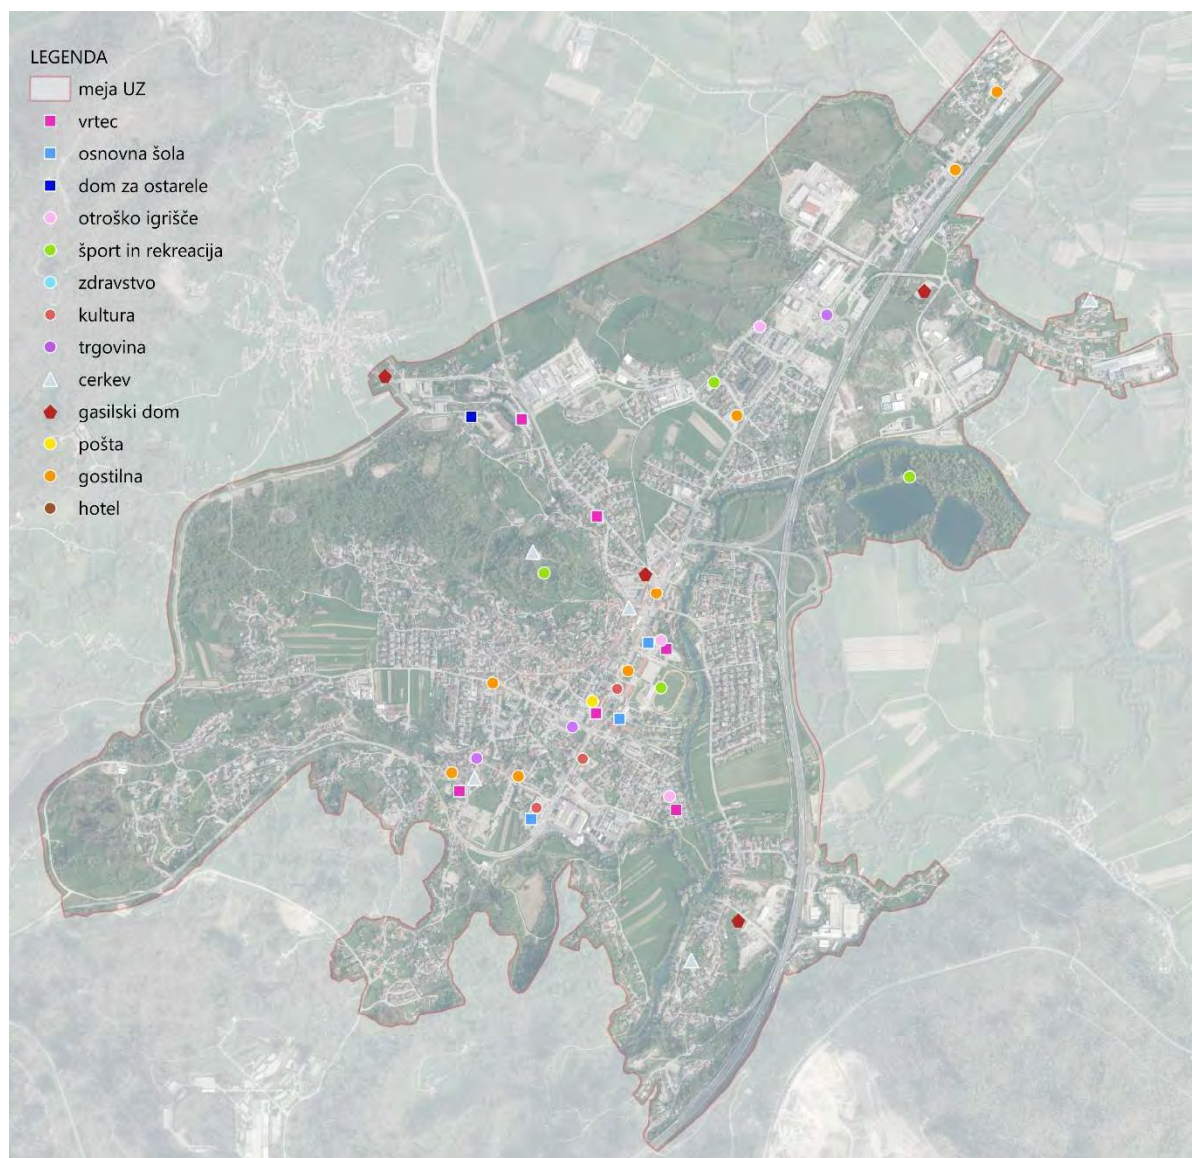 LEGENDA
meja UZ
vrtec
osnovna šola
dom za ostarele
otroško igrišče
šport in rekreacija
zdravstvo
kultura
trgovina
cerkev
gasilski dom
pošta
gostilna
hotel